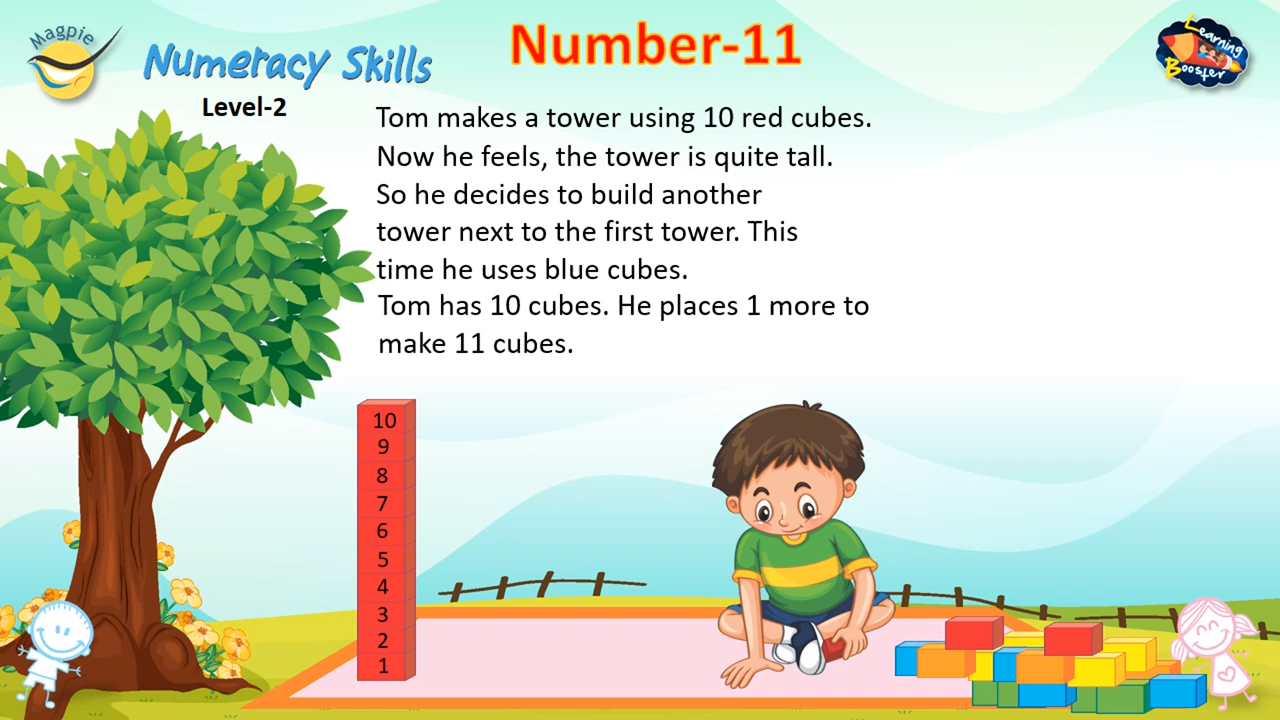 Magpie
Numeracy Skills
Level-2
Number-11
Learning
Booster
Tom makes a tower using 10 red cubes.
Now he feels, the tower is quite tall.
So he decides to build another
tower next to the first tower. This
time he uses blue cubes.
Tom has 10 cubes. He places 1 more to
make 11 cubes.
10
9
8
7
6
5
4
3
2
1